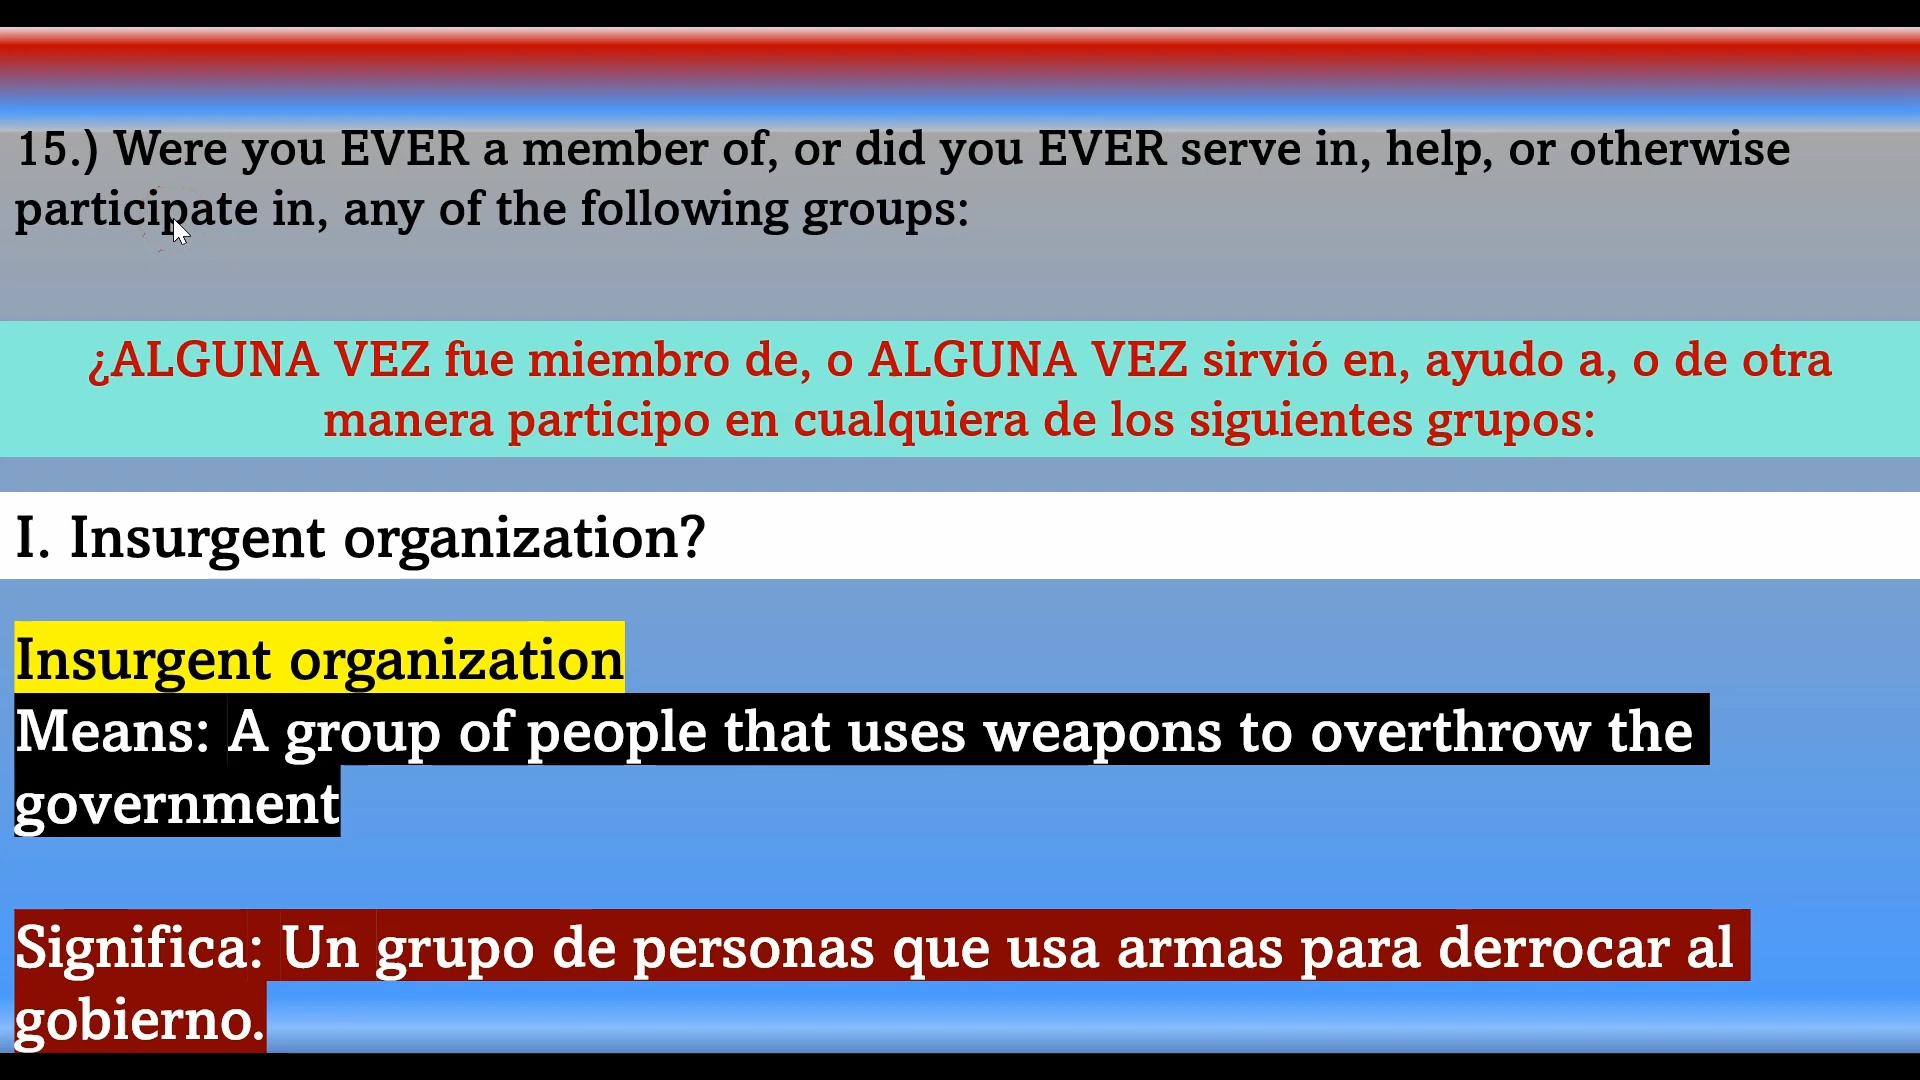 15.) Were you EVER a member of, or did you EVER serve in, help, or otherwise
participate in, any of the following groups:
¿ALGUNA VEZ fue miembro de, o ALGUNA VEZ sirvió en, ayudo a, o de otra
manera participo en cualquiera de los siguientes grupos:
I. Insurgent organization?
Insurgent organization
Means: A group of people that uses weapons to overthrow the
government
Significa: Un grupo de personas que usa armas para derrocar al
gobierno.